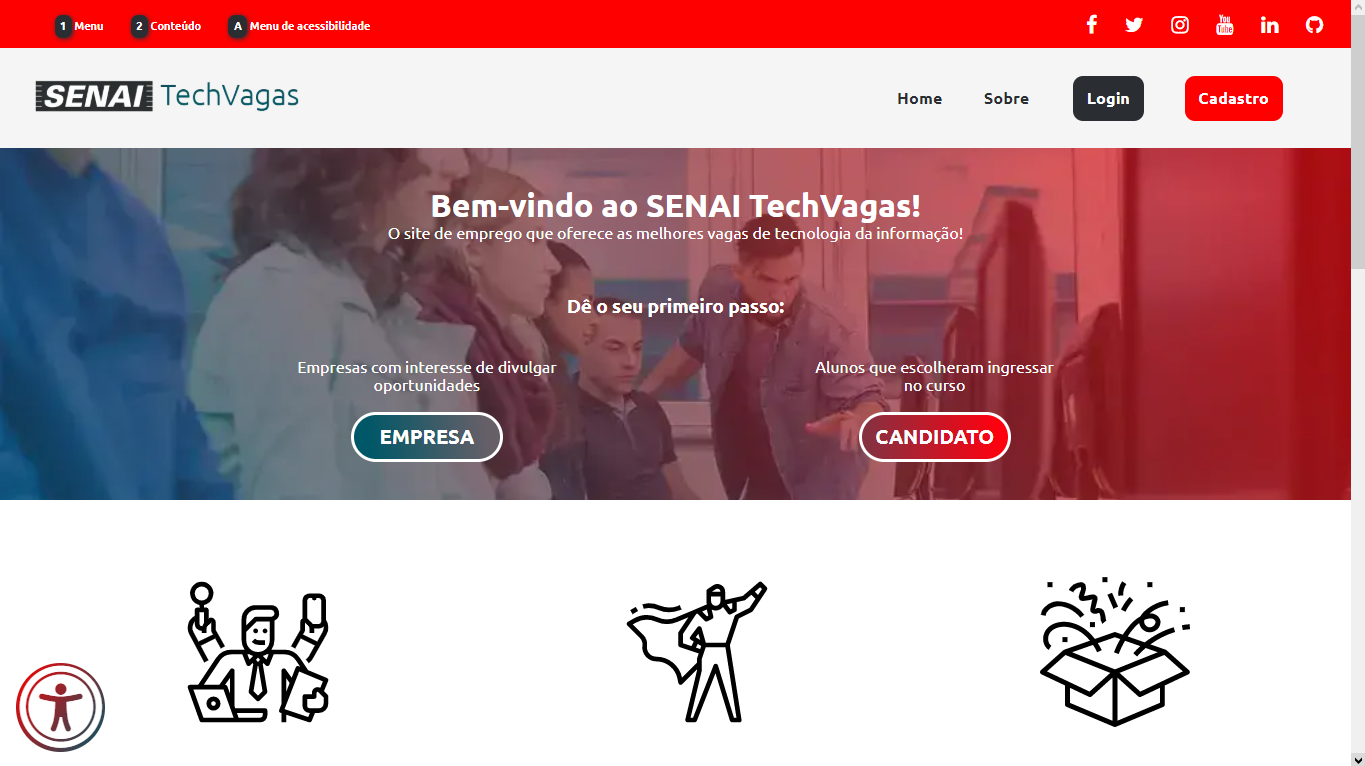 1 Menu
2 Conteúdo
A Menu de acessibilidade
You
Tube
in
SENAI TechVagas
Home
Sobre
Login
Cadastro
Bem-vindo ao SENAI TechVagas!
O site de emprego que oferece as melhores vagas de tecnologia da informação!
Dê o seu primeiro passo:
Empresas com interesse de divulgar
oportunidades
EMPRESA
Alunos que escolheram ingressar
no curso
CANDIDATO